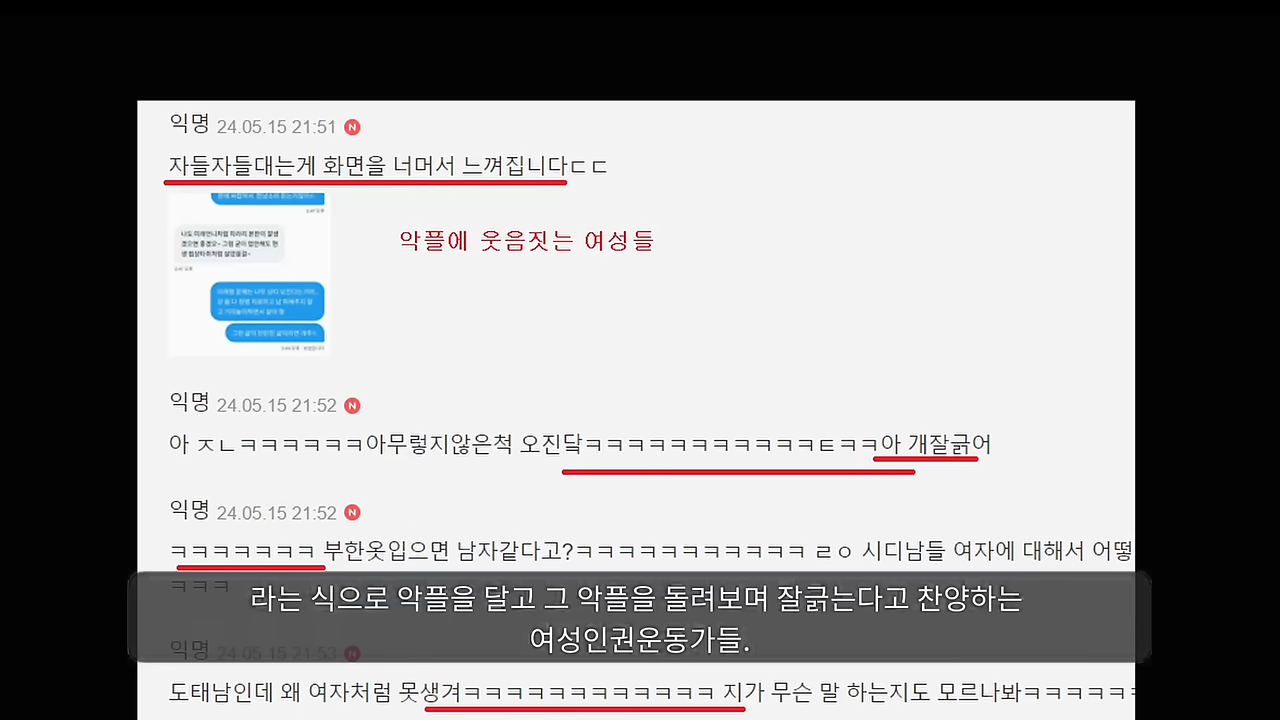 익명 24.05.15 21:51 N
자들자들대는게 화면을 너머서 느껴집니다ㄷㄷ
악플에 웃음짓는 여성들
익명 24.05.15 21:52 N
아 ㅈㄴㅋㅋㅋㅋㅋㅋ아무렇지않은척 오진닼ㅋㅋㅋㅋㅋㅋㅋㅋㅋㅋㅋㅌㅋㅋ아 개잘긁어
익명 24.05.15 21:52 N
ㅋㅋㅋㅋㅋㅋㅋ 부한옷입으면 남자같다고?ㅋㅋㅋㅋㅋㅋㅋㅋㅋㅋㅋ ㄹㅇ 시디남들 여자에 대해서 어떻
ㅋㅋㅋ
라는 식으로 악플을 달고 그 악플을 돌려보며 잘긁는다고 찬양하는
여성인권운동가들.
익명 24.05.15 21:53 N
도태남인데 왜 여자처럼 못생겨ㅋㅋㅋㅋㅋㅋㅋㅋㅋㅋㅋㅋ 지가 무슨 말 하는지도 모르나봐ㅋㅋㅋㅋㅋㅋ